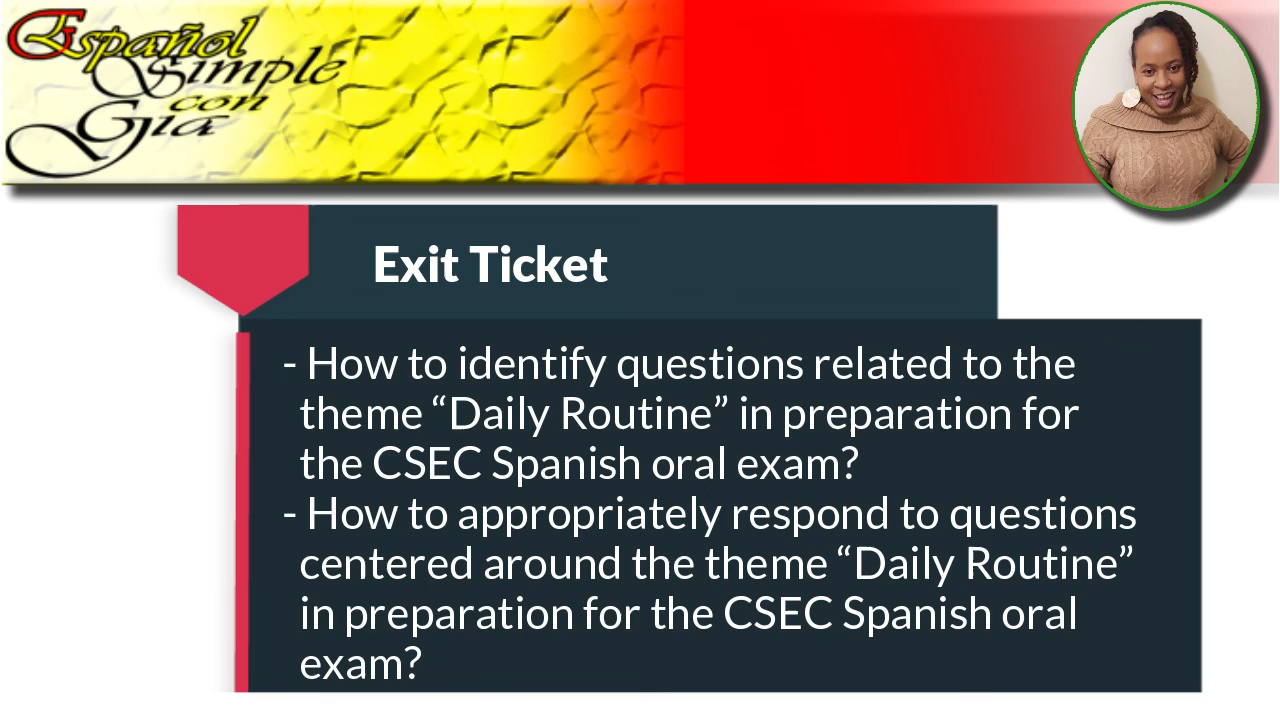 Español
Simple
con
Gia
Exit Ticket
- How to identify questions related to the
theme “Daily Routine” in preparation for
the CSEC Spanish oral exam?
- How to appropriately respond to questions
centered around the theme “Daily Routine”
in preparation for the CSEC Spanish oral
exam?